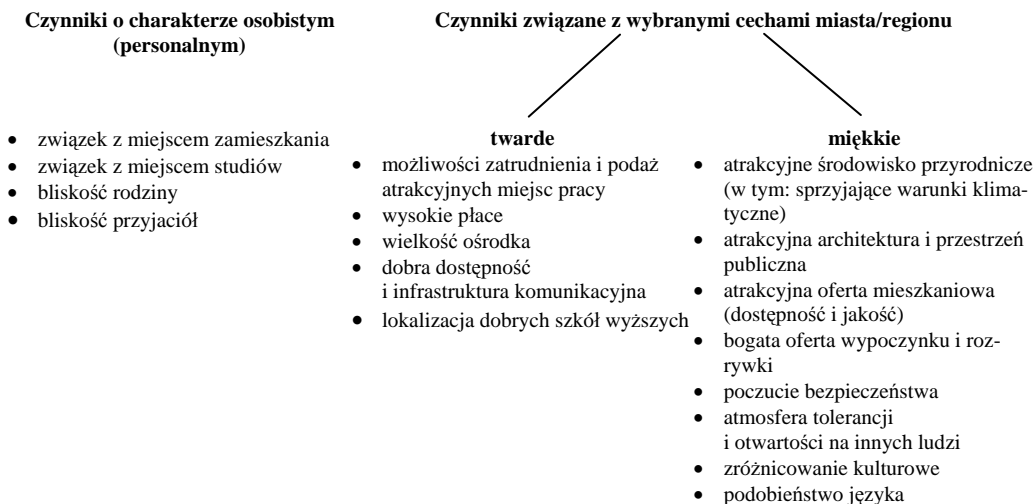 Czynniki o charakterze osobistym
(personalnym)
Czynniki związane z wybranymi cechami miasta/regionu
• związek z miejscem zamieszkania
• związek z miejscem studiów
• bliskość rodziny
• bliskość przyjaciół
twarde
• możliwości zatrudnienia i podaż
atrakcyjnych miejsc pracy
• wysokie płace
• wielkość ośrodka
• dobra dostępność
i infrastruktura komunikacyjna
• lokalizacja dobrych szkół wyższych
miękkie
• atrakcyjne środowisko przyrodnicze
(w tym: sprzyjające warunki klima-
tyczne)
• atrakcyjna architektura i przestrzeń
publiczna
• atrakcyjna oferta mieszkaniowa
(dostępność i jakość)
• bogata oferta wypoczynku i roz-
rywki
• poczucie bezpieczeństwa
• atmosfera tolerancji
i otwartości na innych ludzi
• zróżnicowanie kulturowe
• podobieństwo języka